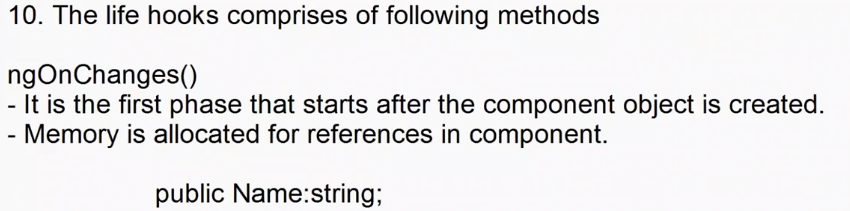 10. The life hooks comprises of following methods
ngOnChanges()
- It is the first phase that starts after the component object is created.
- Memory is allocated for references in component.
public Name:string;